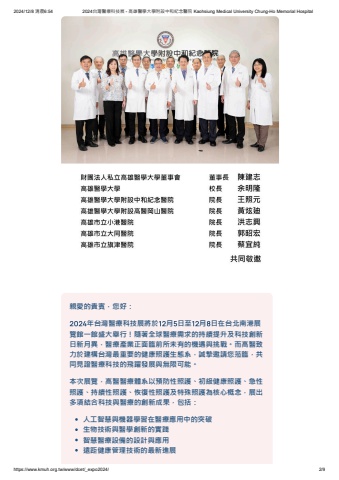 2024/12/8 清晨6:58
2024台灣醫療科技展 - 高雄醫學大學附設中和紀念醫院 Kaohsiung Medical University Chung-Ho Memorial Hospital
高雄醫學大學附設中和紀念醫院
財團法人私立高雄醫學大學董事會 董事長 陳建志
高雄醫學大學 校長 余明隆
高雄醫學大學附設中和紀念醫院 院長 王照元
高雄醫學大學附設高醫岡山醫院 院長 黃炫迪
高雄市立小港醫院 院長 洪志興
高雄市立大同醫院 院長 郭昭宏
高雄市立旗津醫院 院長 蔡宜純
共同敬邀
親愛的貴賓，您好：
2024年台灣醫療科技展將於12月5日至12月8日在台北南港展
覽館一館盛大舉行！隨著全球醫療需求的持續提升及科技創新
日新月異，醫療產業正面臨前所未有的機遇與挑戰。而高醫致
力於建構台灣最重要的健康照護生態系，誠摯邀請您蒞臨，共
同見證醫療科技的飛躍發展與無限可能。
本次展覽，高醫醫療體系以預防性照護、初級健康照護、急性
照護、持續性照護、恢復性照護及特殊照護為核心概念，展出
多項結合科技與醫療的創新成果，包括：
• 人工智慧與機器學習在醫療應用中的突破
• 生物技術與醫學創新的實踐
• 智慧醫療設備的設計與應用
• 遠距健康管理技術的最新進展
https://www.kmuh.org.tw/www/dcmt_expo2024/
2/9